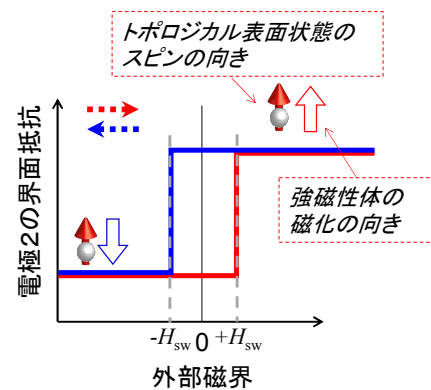 トポロジカル表面状態の
スピンの向き
強磁性体の
磁化の向き
電極2の界面抵抗
-Hsw 0 +Hsw
外部磁界